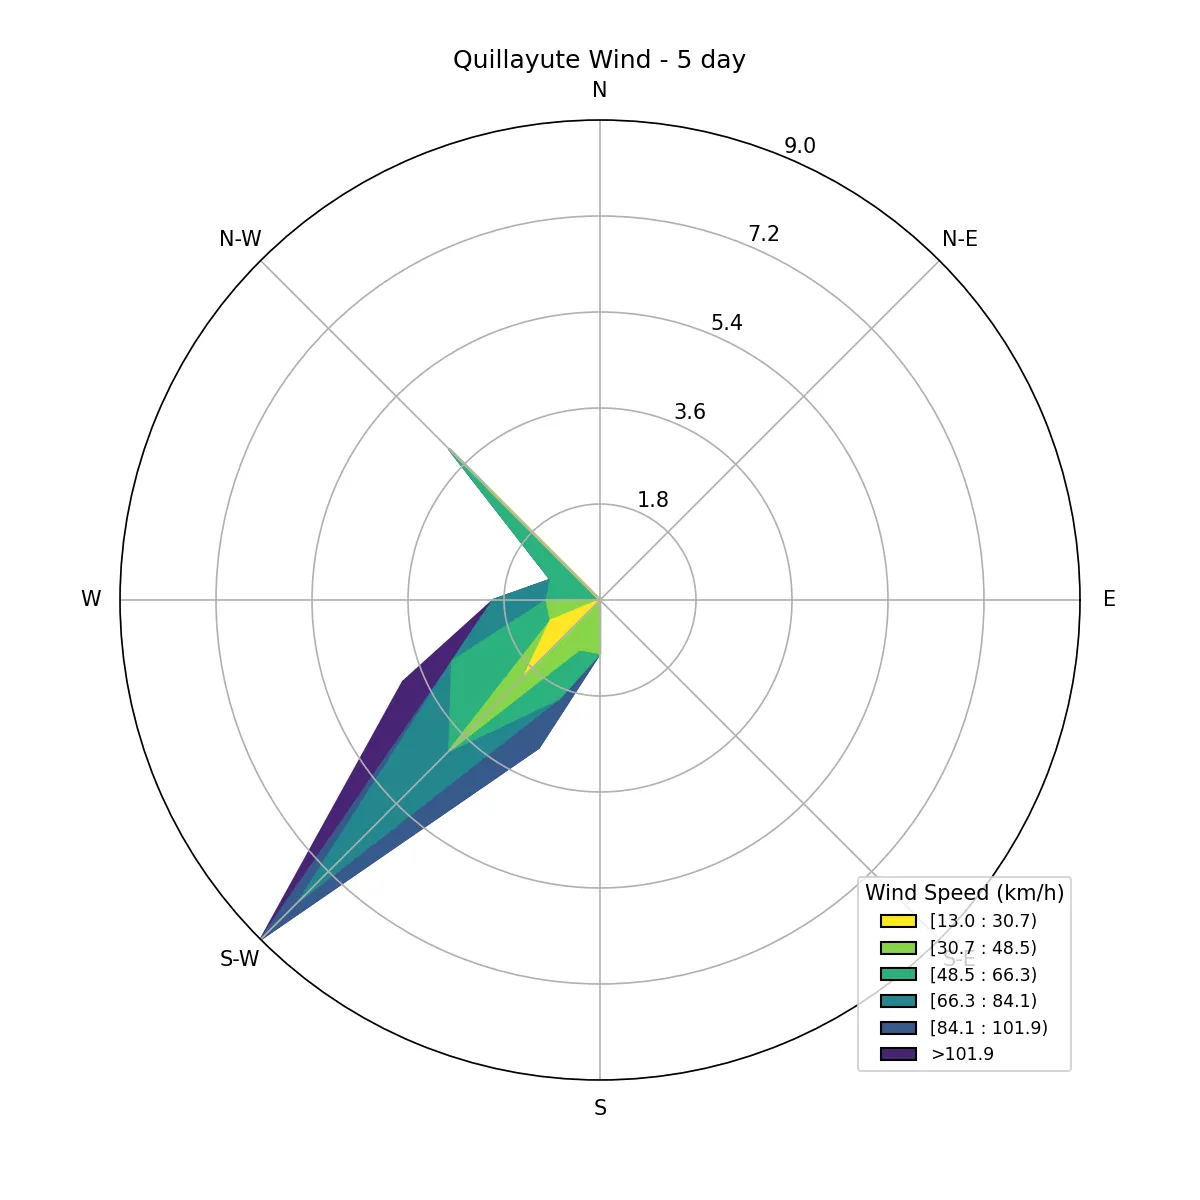 Quillayute Wind - 5 day
N
9.0
N-W
7.2
N-E
5.4
3.6
1.8
W
E
S-W
S-E
S
Wind Speed (km/h)
[13.0 : 30.7)
[30.7 : 48.5)
[48.5 : 66.3)
[66.3 : 84.1)
[84.1 : 101.9)
>101.9